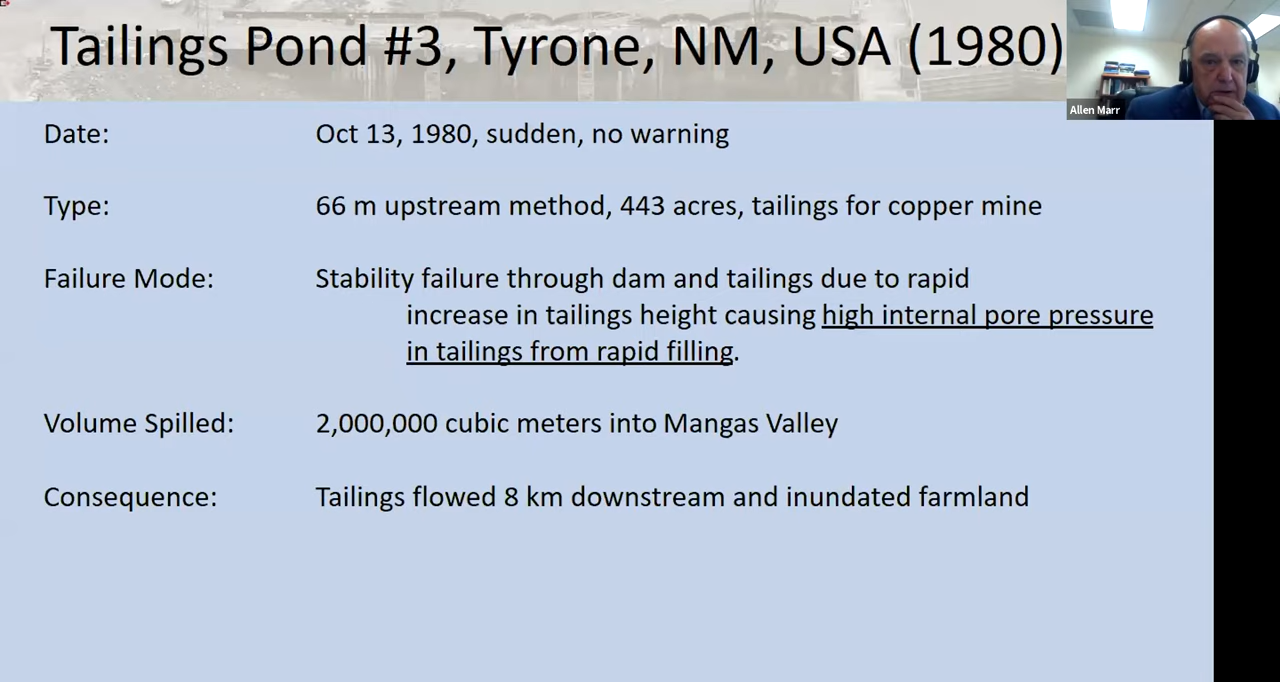 Tailings Pond #3, Tyrone, NM, USA (1980)
Allen Marr
Date: Oct 13, 1980, sudden, no warning
Type: 66 m upstream method, 443 acres, tailings for copper mine
Failure Mode: Stability failure through dam and tailings due to rapid
increase in tailings height causing high internal pore pressure
in tailings from rapid filling.
Volume Spilled: 2,000,000 cubic meters into Mangas Valley
Consequence: Tailings flowed 8 km downstream and inundated farmland